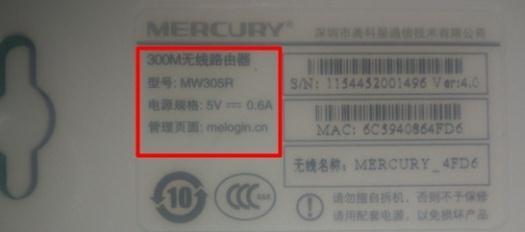 MERCURY®
深圳市美科星通信技术有限公司
300M无线路由器
型号: MW305R
电源规格: 5V⎓0.6A
管理页面: melogin.cn
S/N: 1154452001496 Ver:4.0
MAC: 6C5940864FD6
无线名称: MERCURY_4FD6
10
CCC
请勿擅自拆机，否则不予保修
请用配套电源，以免损坏产品